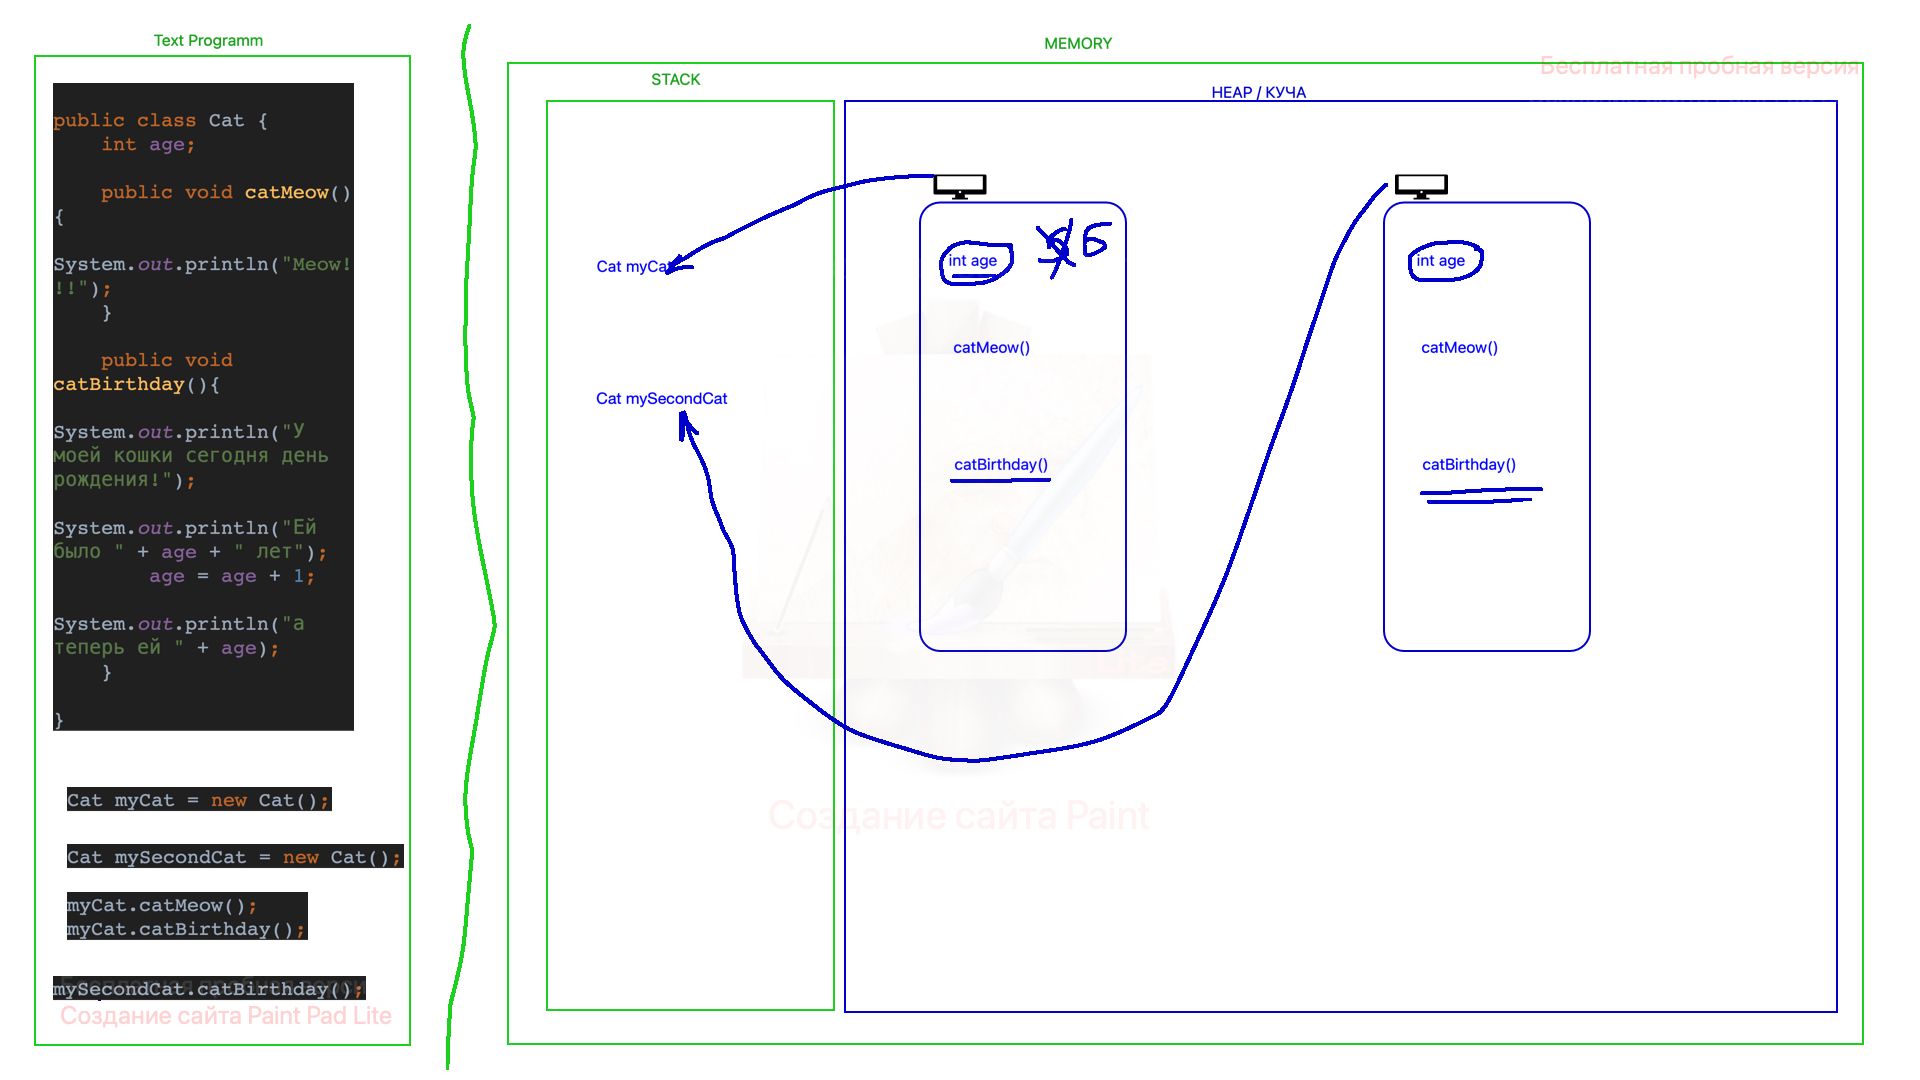 Text Programm
public class Cat {
int age;
public void catMeow()
{
System.out.println("Meow!
!!");
}
public void
catBirthday(){
System.out.println("У
моей кошки сегодня день
рождения!");
System.out.println("Ей
было " + age + " лет");
age = age + 1;
System.out.println("а
теперь ей " + age);
}
}
Cat myCat = new Cat();
Cat mySecondCat = new Cat();
myCat.catMeow();
myCat.catBirthday();
mySecondCat.catBirthday();
Создание сайта Paint Pad Lite
MEMORY
Бесплатная пробная версия
STACK
Cat myCat
Cat mySecondCat
HEAP / КУЧА
int age
6
catMeow()
catBirthday()
int age
catMeow()
catBirthday()
Создание сайта Paint